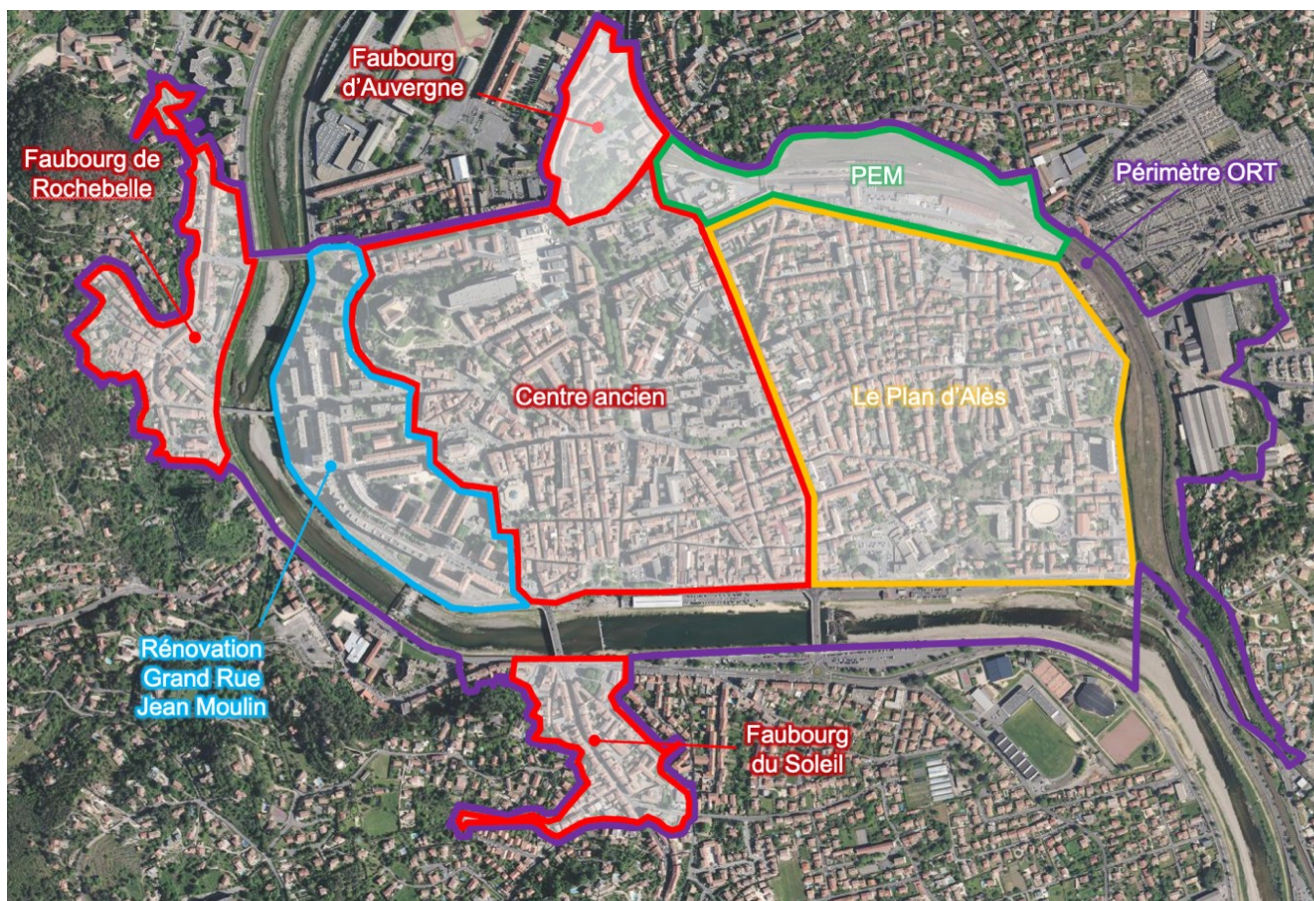 Faubourg
d'Auvergne
Faubourg de
Rochebelle
PEM
Périmètre ORT
Centre ancien
Le Plan d'Alès
Rénovation
Grand Rue
Jean Moulin
Faubourg
du Soleil